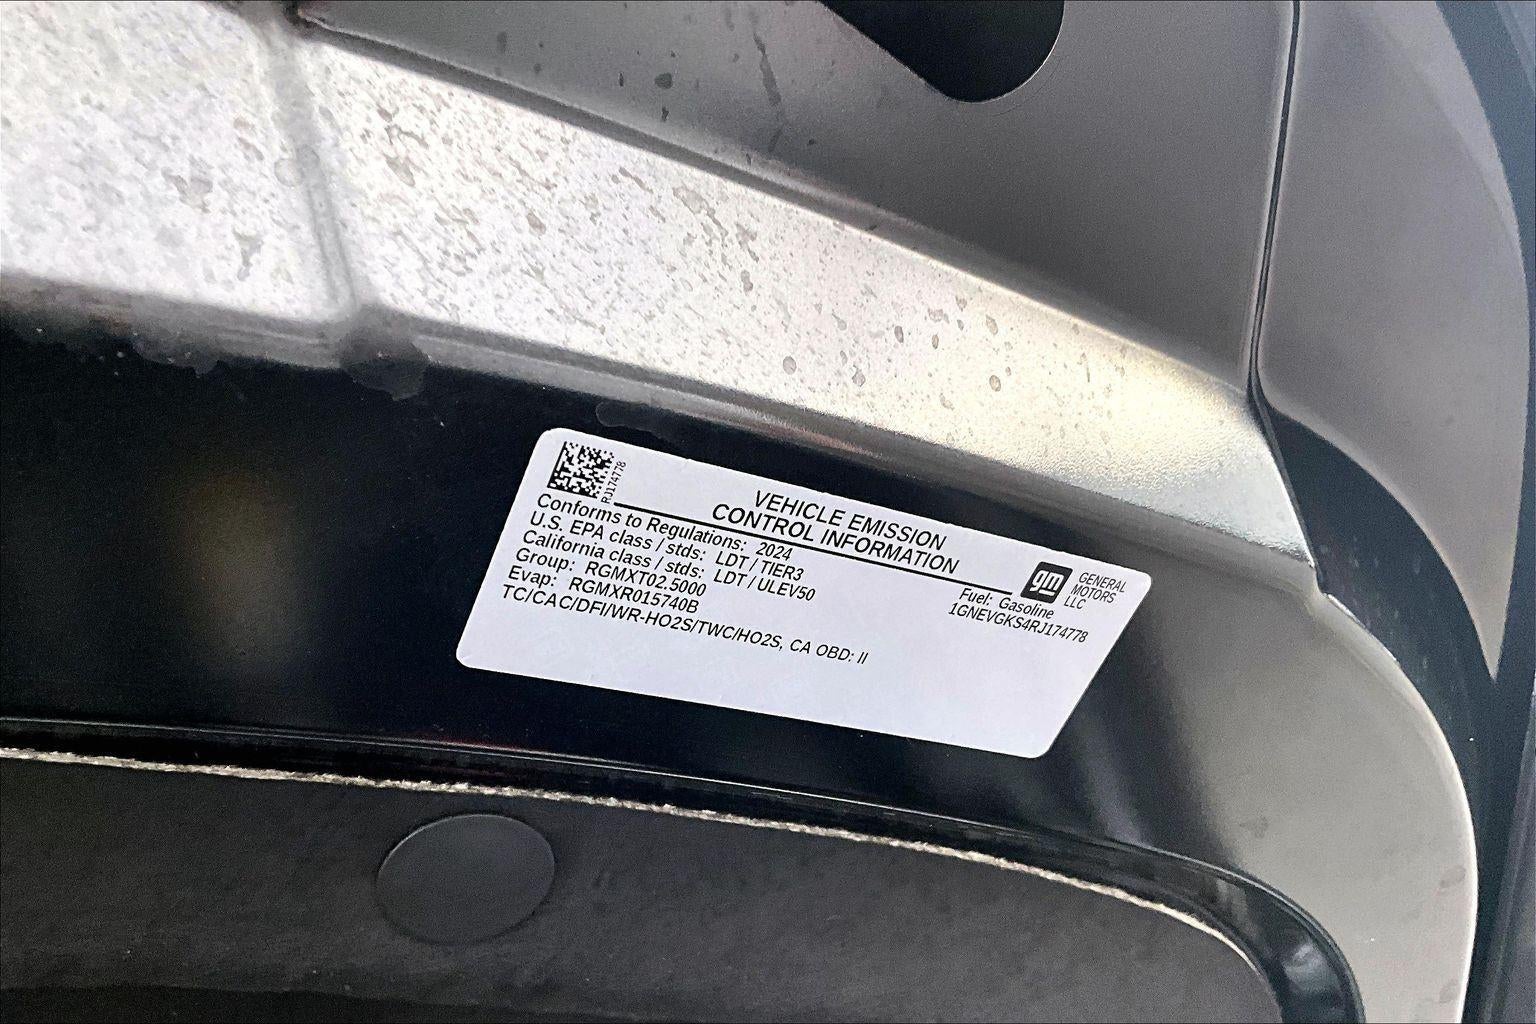 RJ174778
VEHICLE EMISSION
CONTROL INFORMATION
Conforms to Regulations: 2024
U.S. EPA class / stds: LDT / TIER3
California class / stds: LDT / ULEV50
Group: RGMXT02.5000
Evap: RGMXR015740B
TC/CAC/DFI/WR-HO2S/TWC/HO2S, CA OBD: II
gm
GENERAL
MOTORS
LLC
Fuel: Gasoline
1GNEVGKS4RJ174778